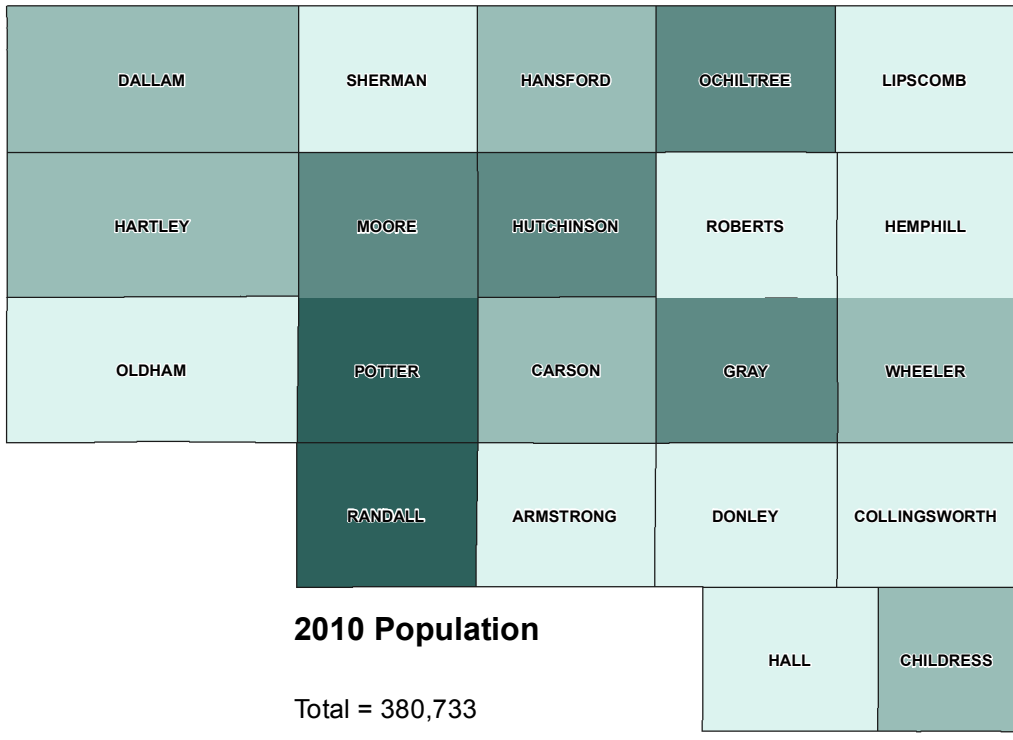 DALLAM SHERMAN HANSFORD OCHILTREE LIPSCOMB
HARTLEY MOORE HUTCHINSON ROBERTS HEMPHILL
OLDHAM POTTER CARSON GRAY WHEELER
RANDALL ARMSTRONG DONLEY COLLINGSWORTH
2010 Population
HALL CHILDRESS
Total = 380,733